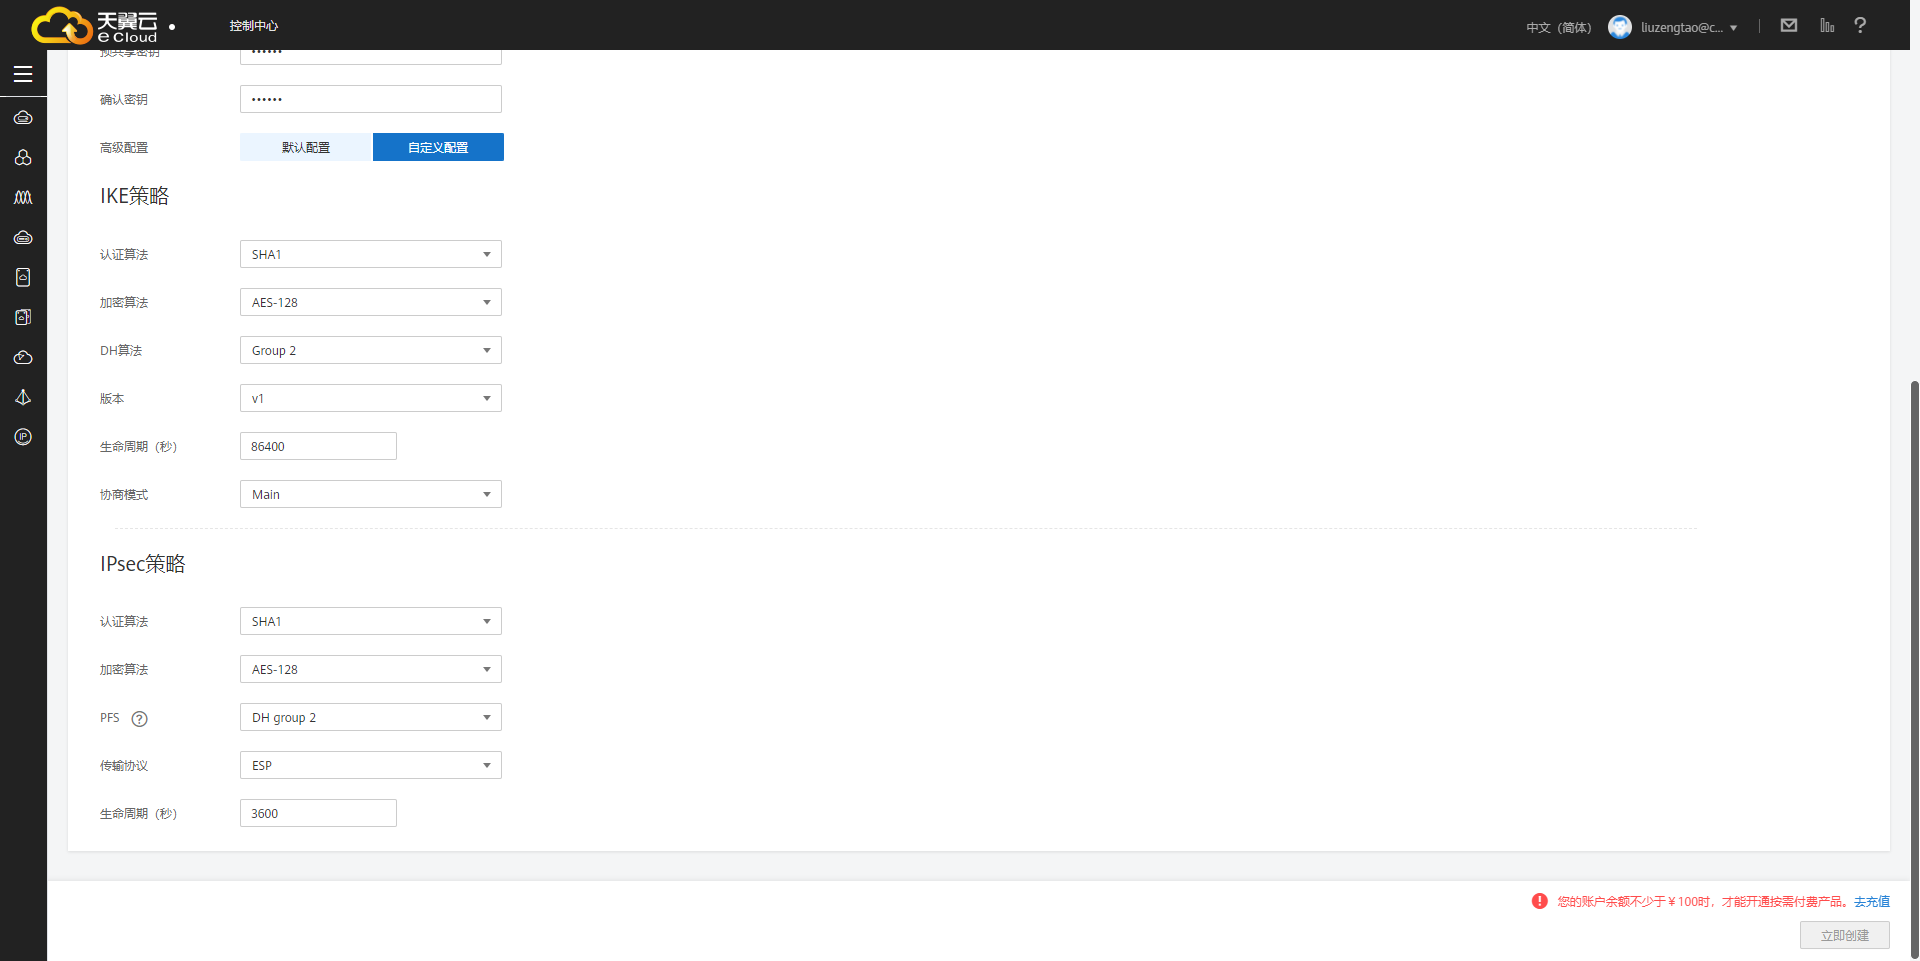 天翼云
e Cloud
控制中心
中文（简体）
liuzengtao@c...
预共享密钥
••••••
确认密钥
••••••
高级配置
默认配置
自定义配置
IKE策略
认证算法
SHA1
加密算法
AES-128
DH算法
Group 2
版本
v1
生命周期（秒）
86400
协商模式
Main
IPsec策略
认证算法
SHA1
加密算法
AES-128
PFS
DH group 2
传输协议
ESP
生命周期（秒）
3600
IP
您的账户余额不少于￥100时，才能开通按需付费产品。去充值
立即创建